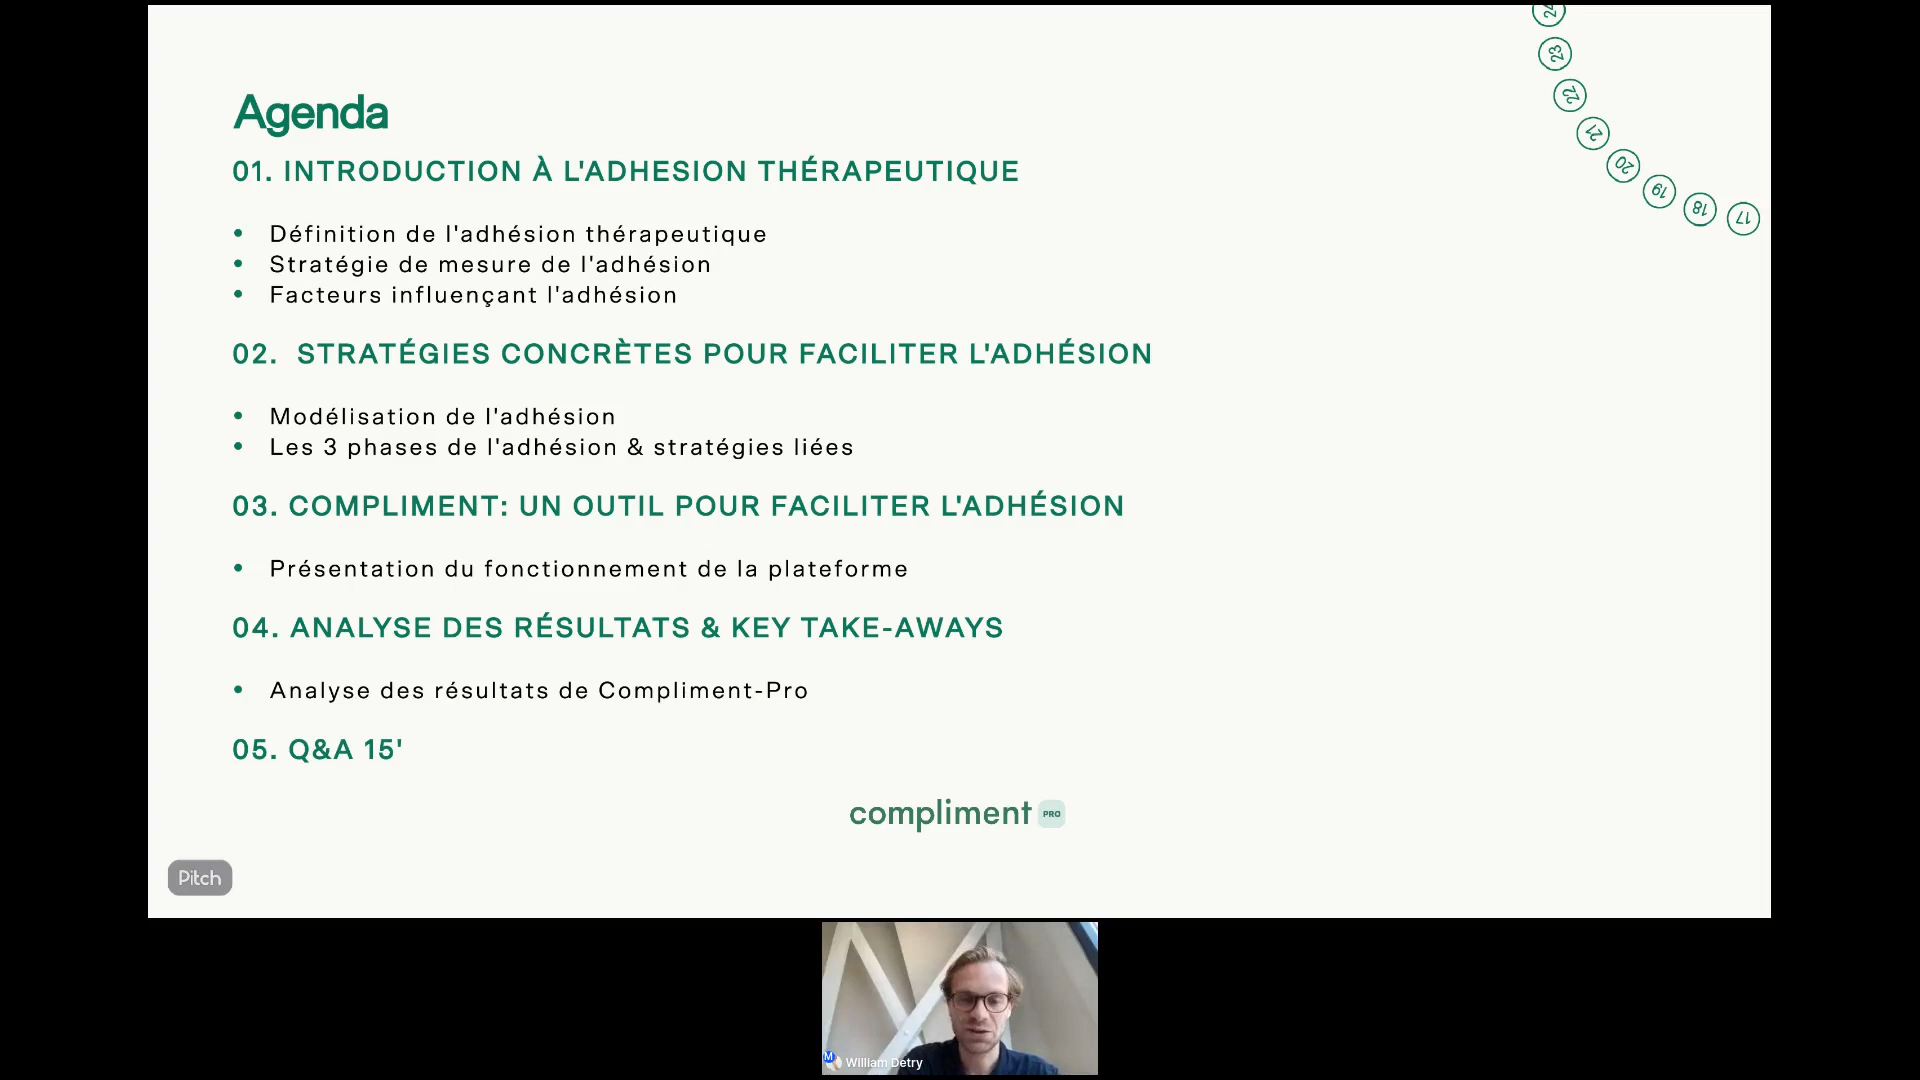 Agenda
01. INTRODUCTION À L'ADHESION THÉRAPEUTIQUE
• Définition de l'adhésion thérapeutique
• Stratégie de mesure de l'adhésion
• Facteurs influençant l'adhésion
02. STRATÉGIES CONCRÈTES POUR FACILITER L'ADHÉSION
• Modélisation de l'adhésion
• Les 3 phases de l'adhésion & stratégies liées
03. COMPLIMENT: UN OUTIL POUR FACILITER L'ADHÉSION
• Présentation du fonctionnement de la plateforme
04. ANALYSE DES RÉSULTATS & KEY TAKE-AWAYS
• Analyse des résultats de Compliment-Pro
05. Q&A 15'
24
23
22
21
20
19
18
17
compliment PRO
Pitch
M
William Detry